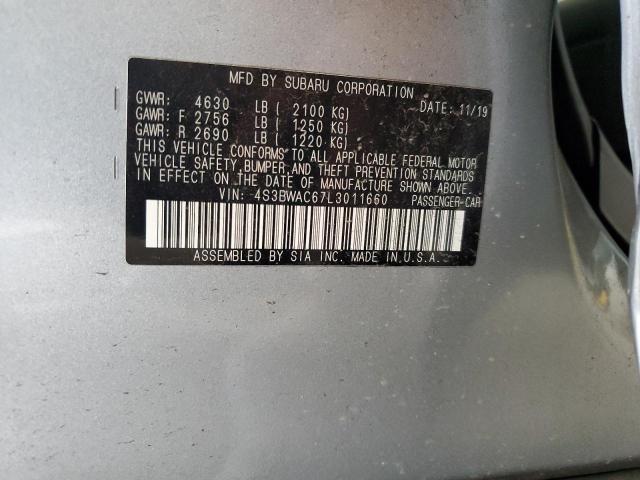 MFD BY SUBARU CORPORATION
GVWR: 4630 LB ( 2100 KG) DATE: 11/19
GAWR: F 2756 LB ( 1250 KG)
GAWR: R 2690 LB ( 1220 KG)
THIS VEHICLE CONFORMS TO ALL APPLICABLE FEDERAL MOTOR
VEHICLE SAFETY, BUMPER, AND THEFT PREVENTION STANDARDS
IN EFFECT ON THE DATE OF MANUFACTURE SHOWN ABOVE.
VIN: 4S3BWAC67L3011660 PASSENGER-CAR
ASSEMBLED BY SIA INC. MADE IN U.S.A.